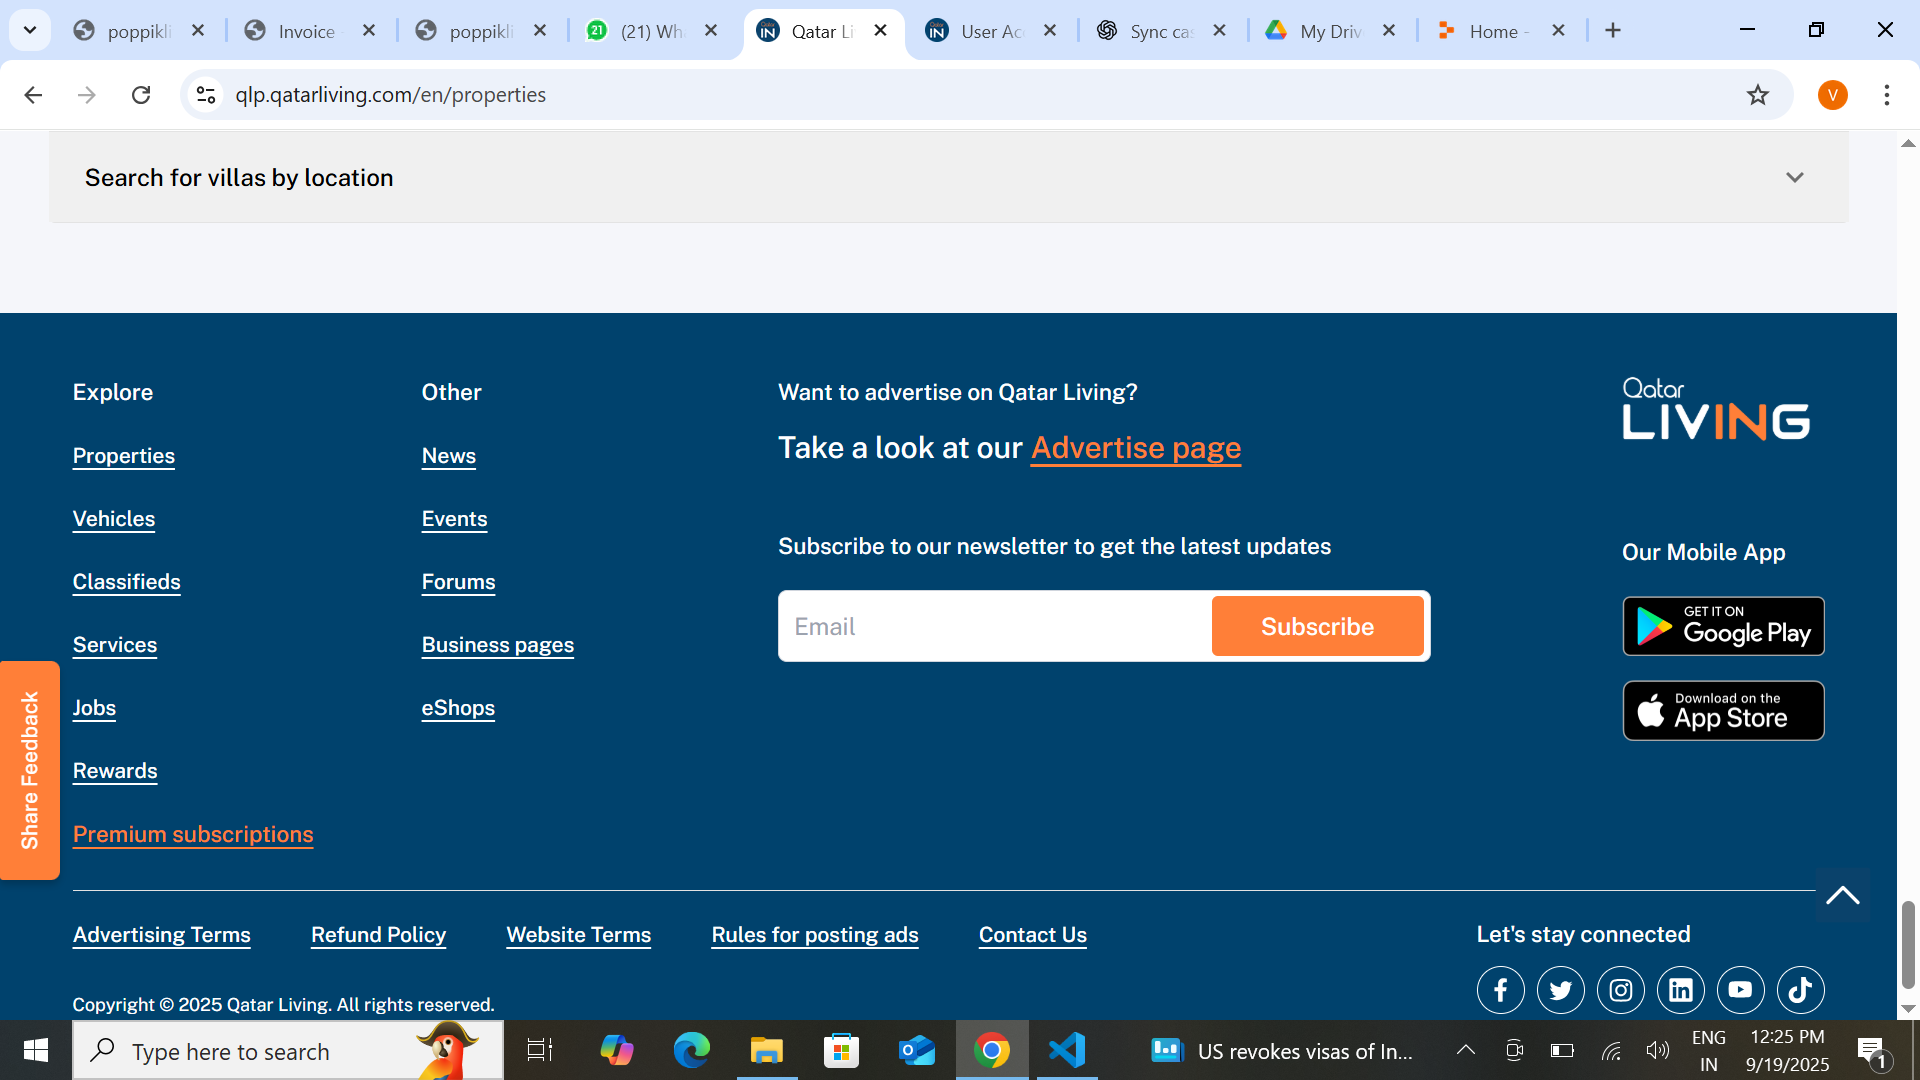 poppikli
Invoice -
poppikli
(21) Wha
Qatar Li
User Acc
Sync cas
My Drive
Home -
qlp.qatarliving.com/en/properties
V
Search for villas by location
Explore
Properties
Vehicles
Classifieds
Services
Jobs
Rewards
Premium subscriptions
Other
News
Events
Forums
Business pages
eShops
Want to advertise on Qatar Living?
Take a look at our Advertise page
Subscribe to our newsletter to get the latest updates
Email
Subscribe
Qatar
LIVING
Our Mobile App
GET IT ON
Google Play
Download on the
App Store
Share Feedback
Advertising Terms
Refund Policy
Website Terms
Rules for posting ads
Contact Us
Let's stay connected
Copyright © 2025 Qatar Living. All rights reserved.
Type here to search
US revokes visas of In...
ENG
IN
12:25 PM
9/19/2025
1